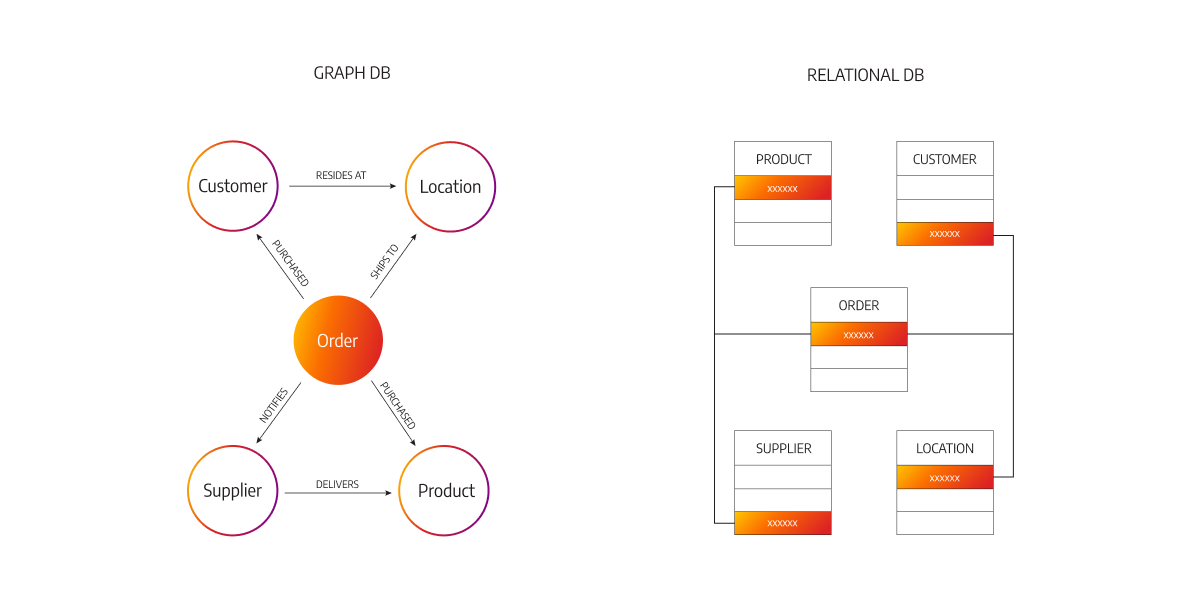 GRAPH DB
Customer
RESIDES AT
Location
PURCHASED
SHIPS TO
Order
NOTIFIES
PURCHASED
Supplier
DELIVERS
Product
RELATIONAL DB
PRODUCT
xxxxxx
CUSTOMER
xxxxxx
ORDER
xxxxxx
SUPPLIER
xxxxxx
LOCATION
xxxxxx